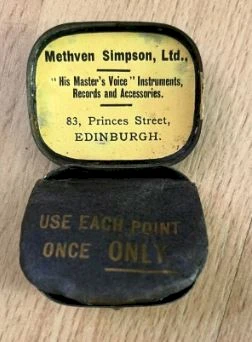 Methven Simpson, Ltd.,
"His Master's Voice" Instruments,
Records and Accessories.
83, Princes Street,
EDINBURGH.
USE EACH POINT
ONCE ONLY